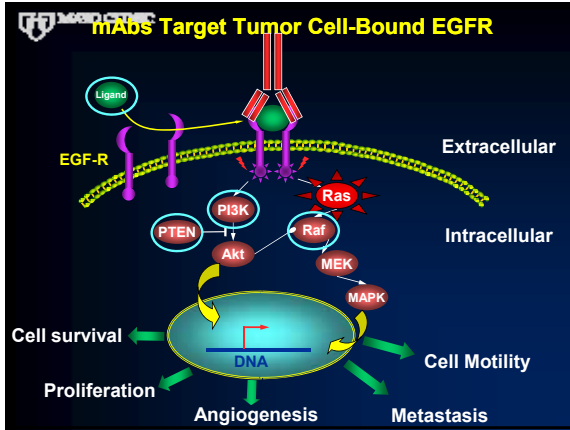 mAbs Target Tumor Cell-Bound EGFR
Ligand
EGF-R
Extracellular
Intracellular
Ras
PI3K
PTEN
Raf
Akt
MEK
MAPK
DNA
Cell survival
Cell Motility
Proliferation
Angiogenesis
Metastasis